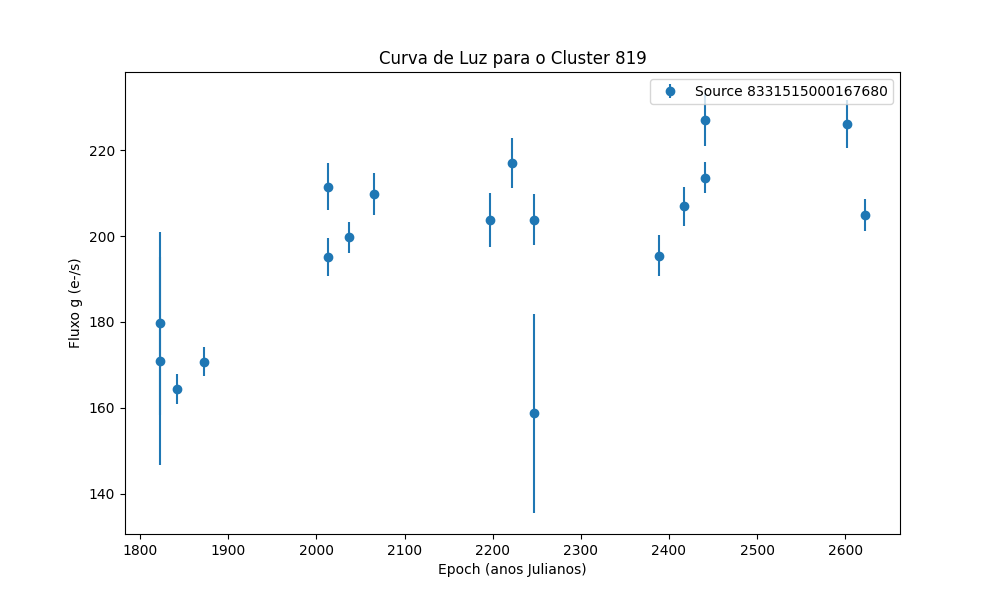 Curva de Luz para o Cluster 819
Source 8331515000167680
Fluxo g (e-/s)
220
200
180
160
140
1800 1900 2000 2100 2200 2300 2400 2500 2600
Epoch (anos Julianos)